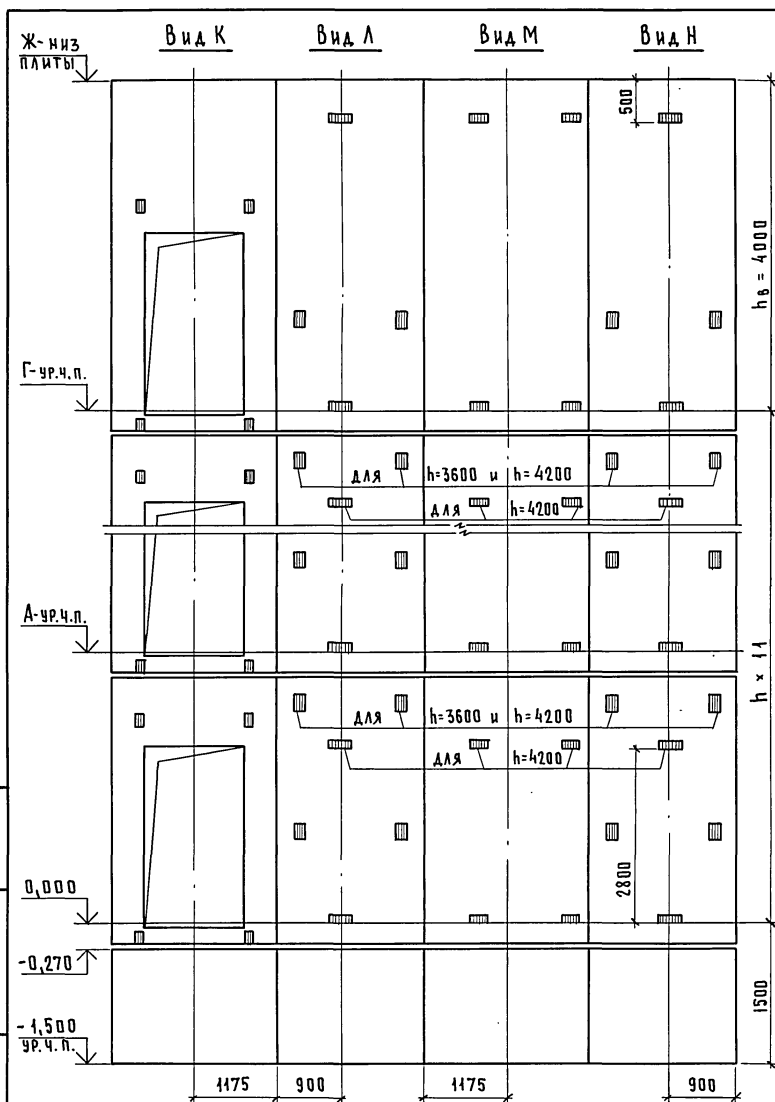 Вид К Вид Л Вид М Вид Н
Ж-низ
плиты
500
hв = 4000
Г-ур.ч.п.
для h=3600 и h=4200
для h=4200
А-ур.ч.п.
h × 11
для h=3600 и h=4200
для h=4200
2800
0,000
-0,270
1500
-1,500
ур.ч.п.
1175 900 1175 900